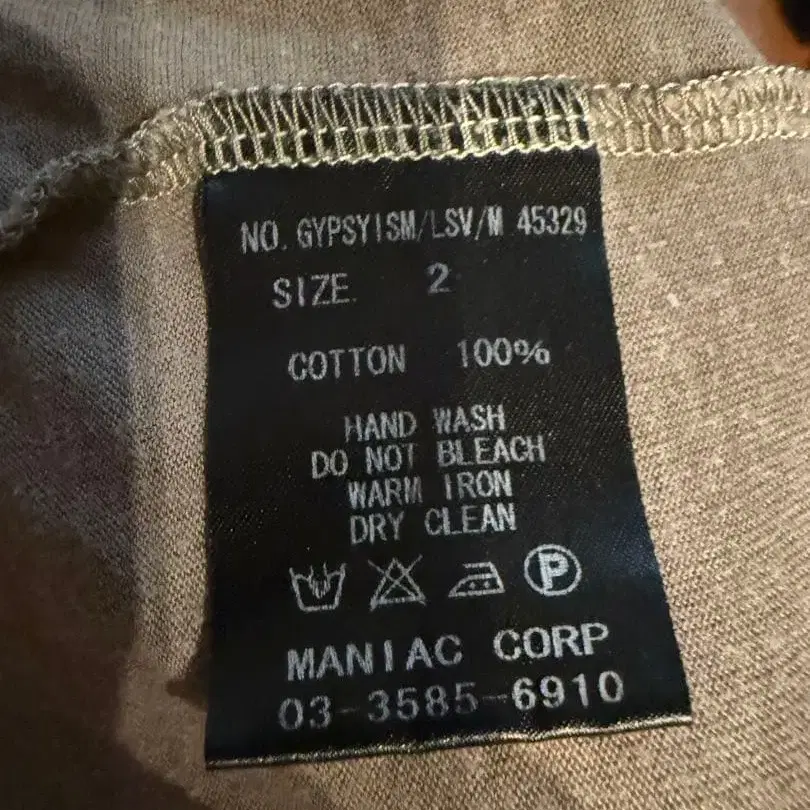 NO. GYPSYISM/LSV/M 45329
SIZE. 2
COTTON 100%
HAND WASH
DO NOT BLEACH
WARM IRON
DRY CLEAN
P
MANIAC CORP
03-3585-6910